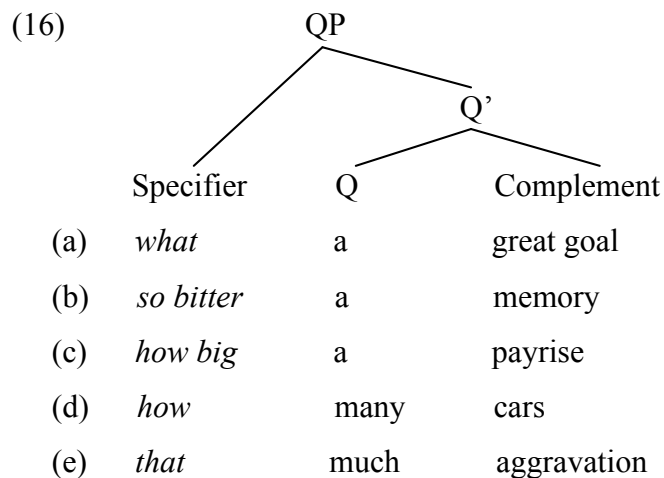 (16) QP
Q’
Specifier Q Complement
(a) what a great goal
(b) so bitter a memory
(c) how big a payrise
(d) how many cars
(e) that much aggravation